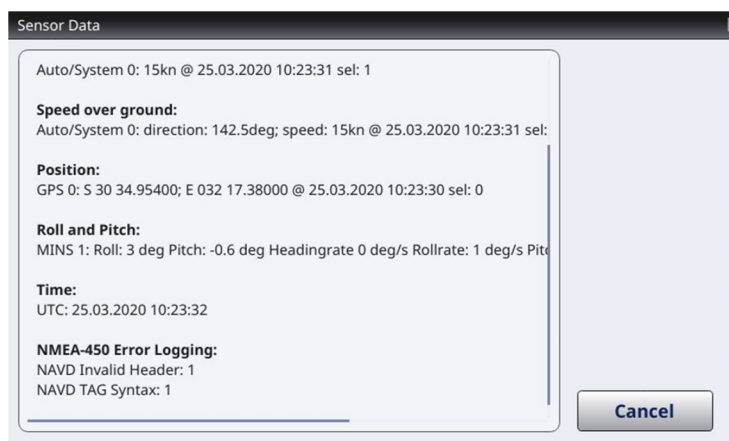 Sensor Data
Auto/System 0: 15kn @ 25.03.2020 10:23:31 sel: 1
Speed over ground:
Auto/System 0: direction: 142.5deg; speed: 15kn @ 25.03.2020 10:23:31 sel:
Position:
GPS 0: S 30 34.95400; E 032 17.38000 @ 25.03.2020 10:23:30 sel: 0
Roll and Pitch:
MINS 1: Roll: 3 deg Pitch: -0.6 deg Headingrate 0 deg/s Rollrate: 1 deg/s
Time:
UTC: 25.03.2020 10:23:32
NMEA-450 Error Logging:
NAVD Invalid Header: 1
NAVD TAG Syntax: 1
Cancel